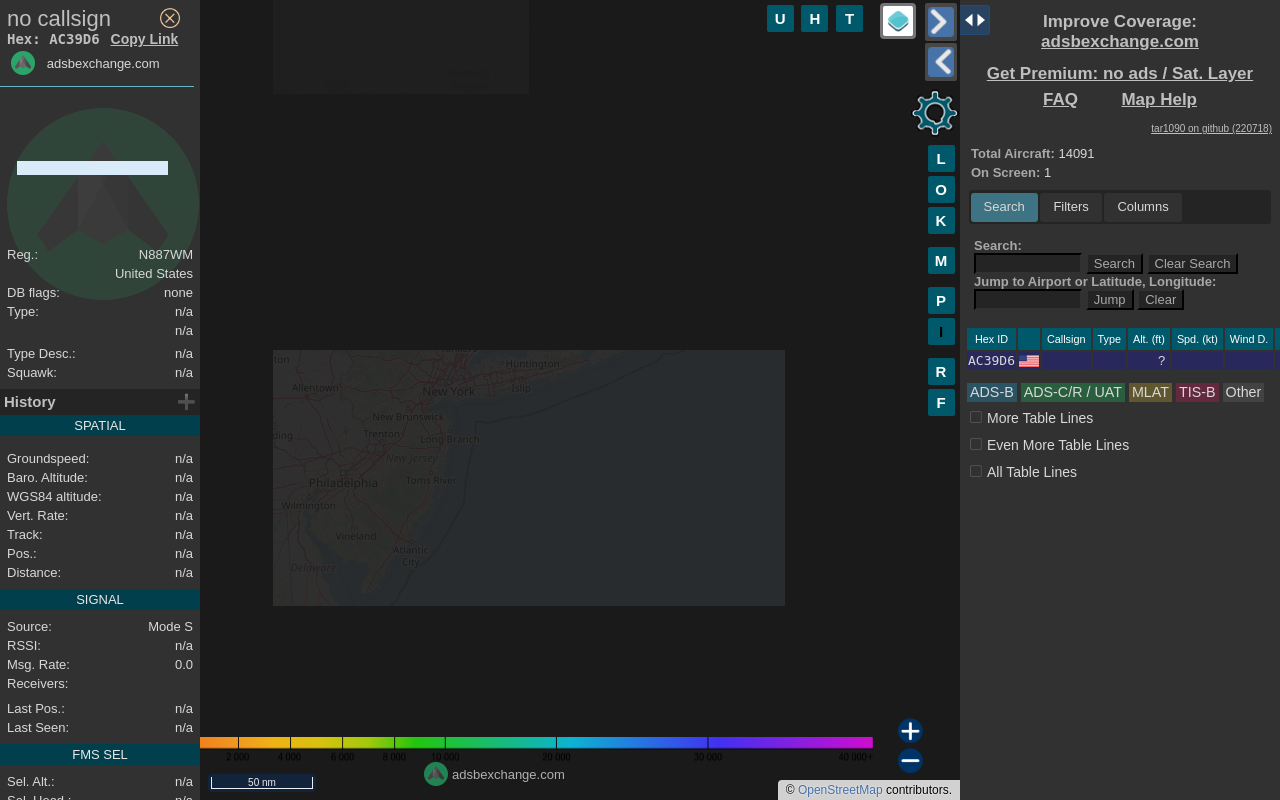 no callsign
Hex: AC39D6 Copy Link
adsbexchange.com
Reg.: N887WM
United States
DB flags: none
Type: n/a
n/a
Type Desc.: n/a
Squawk: n/a
History
SPATIAL
Groundspeed: n/a
Baro. Altitude: n/a
WGS84 altitude: n/a
Vert. Rate: n/a
Track: n/a
Pos.: n/a
Distance: n/a
SIGNAL
Source: Mode S
RSSI: n/a
Msg. Rate: 0.0
Receivers:
Last Pos.: n/a
Last Seen: n/a
FMS SEL
Sel. Alt.: n/a
Sel. Head.: n/a
U H T
L
O
K
M
P
I
R
F
Huntington
Allentown
New York
Islip
New Brunswick
Trenton
Long Branch
New Jersey
Philadelphia
Toms River
Wilmington
Vineland
Atlantic
City
Delaware
2 000 4 000 6 000 8 000 10 000 20 000 30 000 40 000+
50 nm
adsbexchange.com
© OpenStreetMap contributors.
Improve Coverage:
adsbexchange.com
Get Premium: no ads / Sat. Layer
FAQ Map Help
tar1090 on github (220718)
Total Aircraft: 14091
On Screen: 1
Search Filters Columns
Search:
Search Clear Search
Jump to Airport or Latitude, Longitude:
Jump Clear
Hex ID Callsign Type Alt. (ft) Spd. (kt) Wind D.
AC39D6 ?
ADS-B ADS-C/R / UAT MLAT TIS-B Other
More Table Lines
Even More Table Lines
All Table Lines